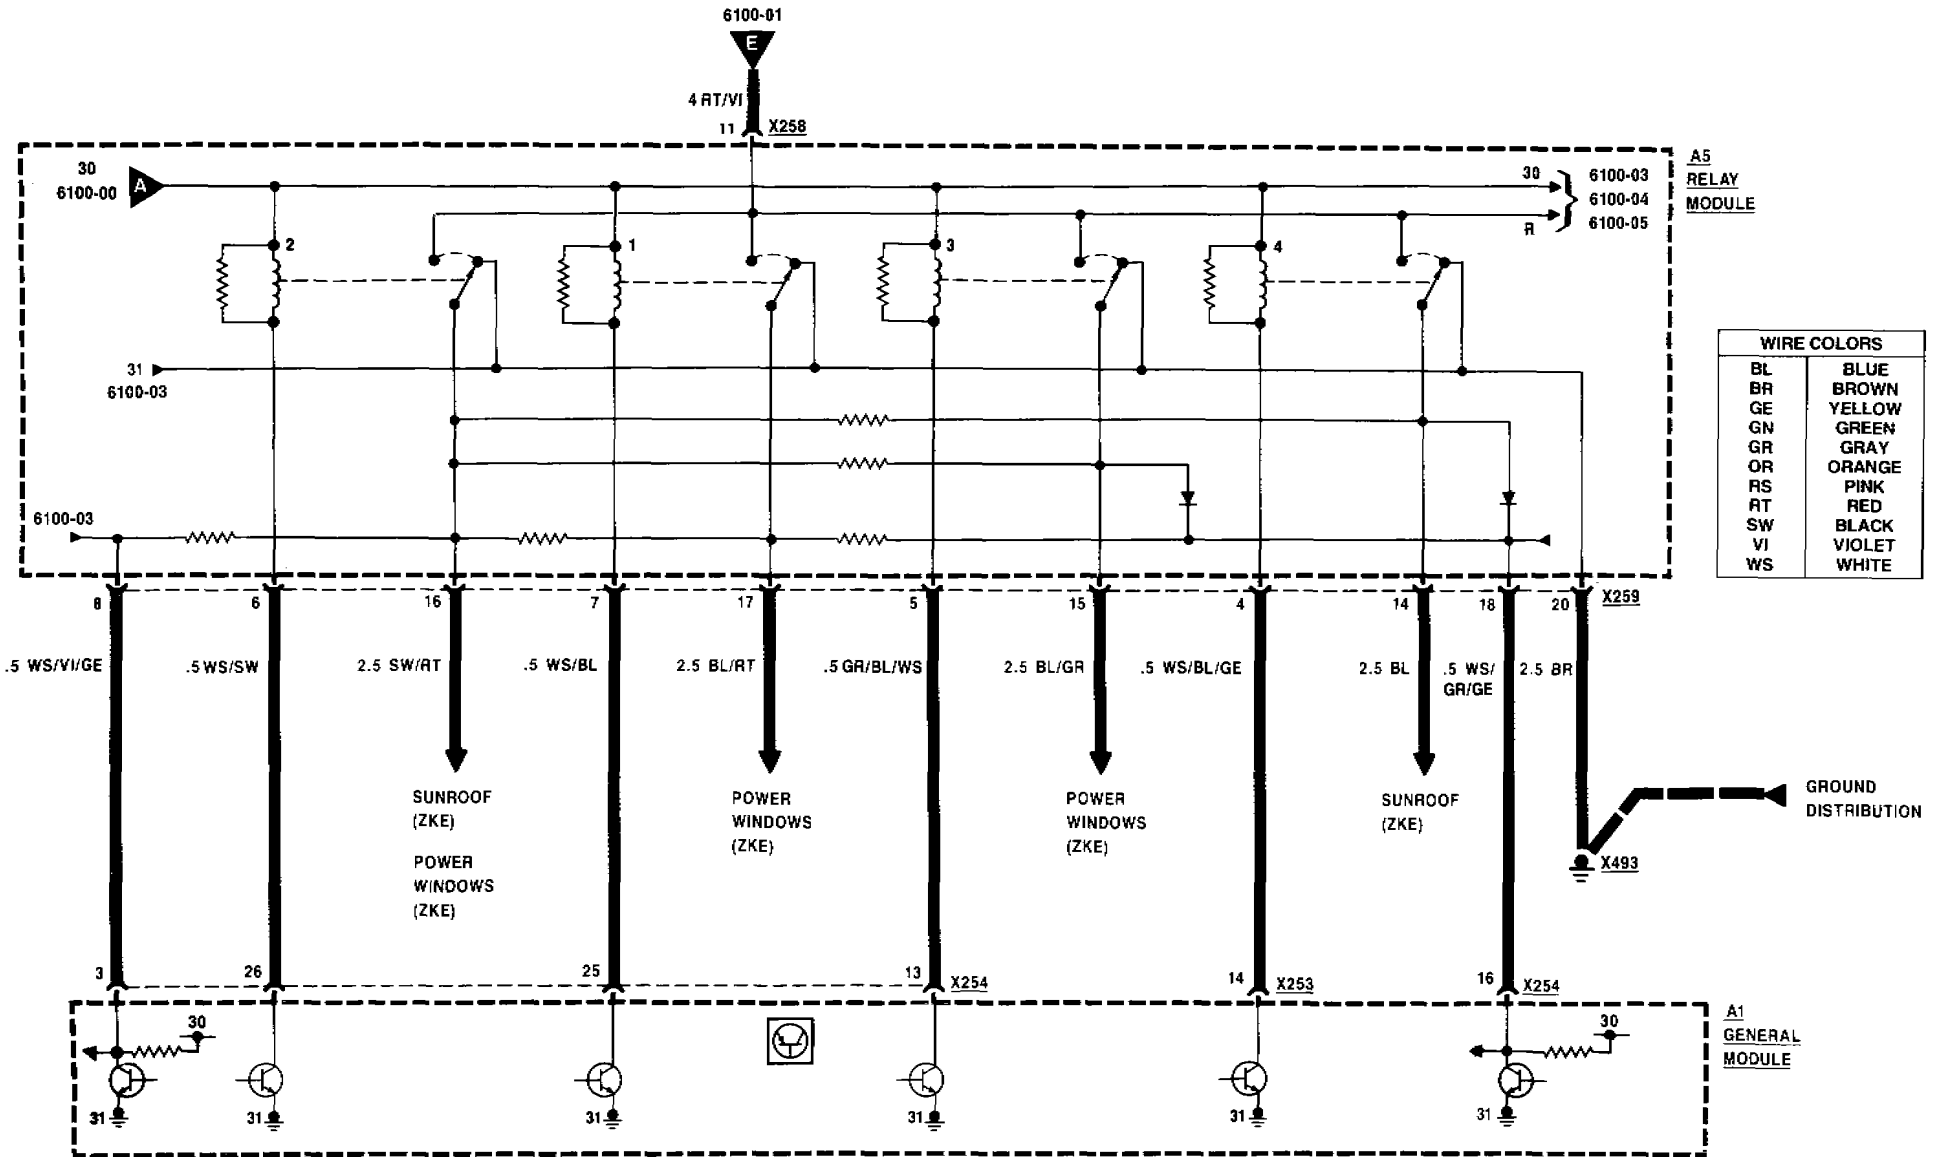 6100-01
E
4 RT/VI
11 X258
30
6100-00
A
30
R
6100-03
6100-04
6100-05
A5
RELAY
MODULE
2
1
3
4
31
6100-03
6100-03
WIRE COLORS
BL BLUE
BR BROWN
GE YELLOW
GN GREEN
GR GRAY
OR ORANGE
RS PINK
RT RED
SW BLACK
VI VIOLET
WS WHITE
8 6 16 7 17 5 15 4 14 18 20 X259
.5 WS/VI/GE
.5 WS/SW
2.5 SW/RT
.5 WS/BL
2.5 BL/RT
.5 GR/BL/WS
2.5 BL/GR
.5 WS/BL/GE
2.5 BL
.5 WS/
GR/GE
2.5 BR
SUNROOF
(ZKE)
POWER
WINDOWS
(ZKE)
POWER
WINDOWS
(ZKE)
POWER
WINDOWS
(ZKE)
SUNROOF
(ZKE)
GROUND
DISTRIBUTION
X493
3 26 25 13 X254 14 X253 16 X254
A1
GENERAL
MODULE
30
30
31 31 31 31 31 31